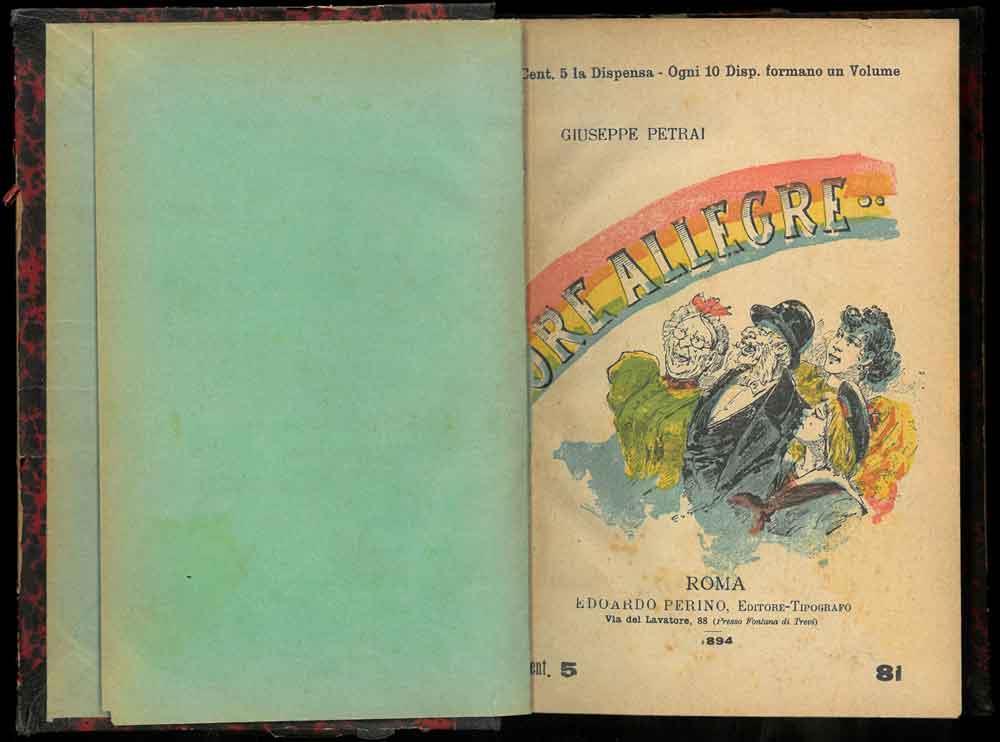 Cent. 5 la Dispensa - Ogni 10 Disp. formano un Volume
GIUSEPPE PETRAI
ORE ALLEGRE..
ROMA
EDOARDO PERINO, EDITORE-TIPOGRAFO
Via del Lavatore, 88 (Presso Fontana di Trevi)
1894
Cent. 5
81